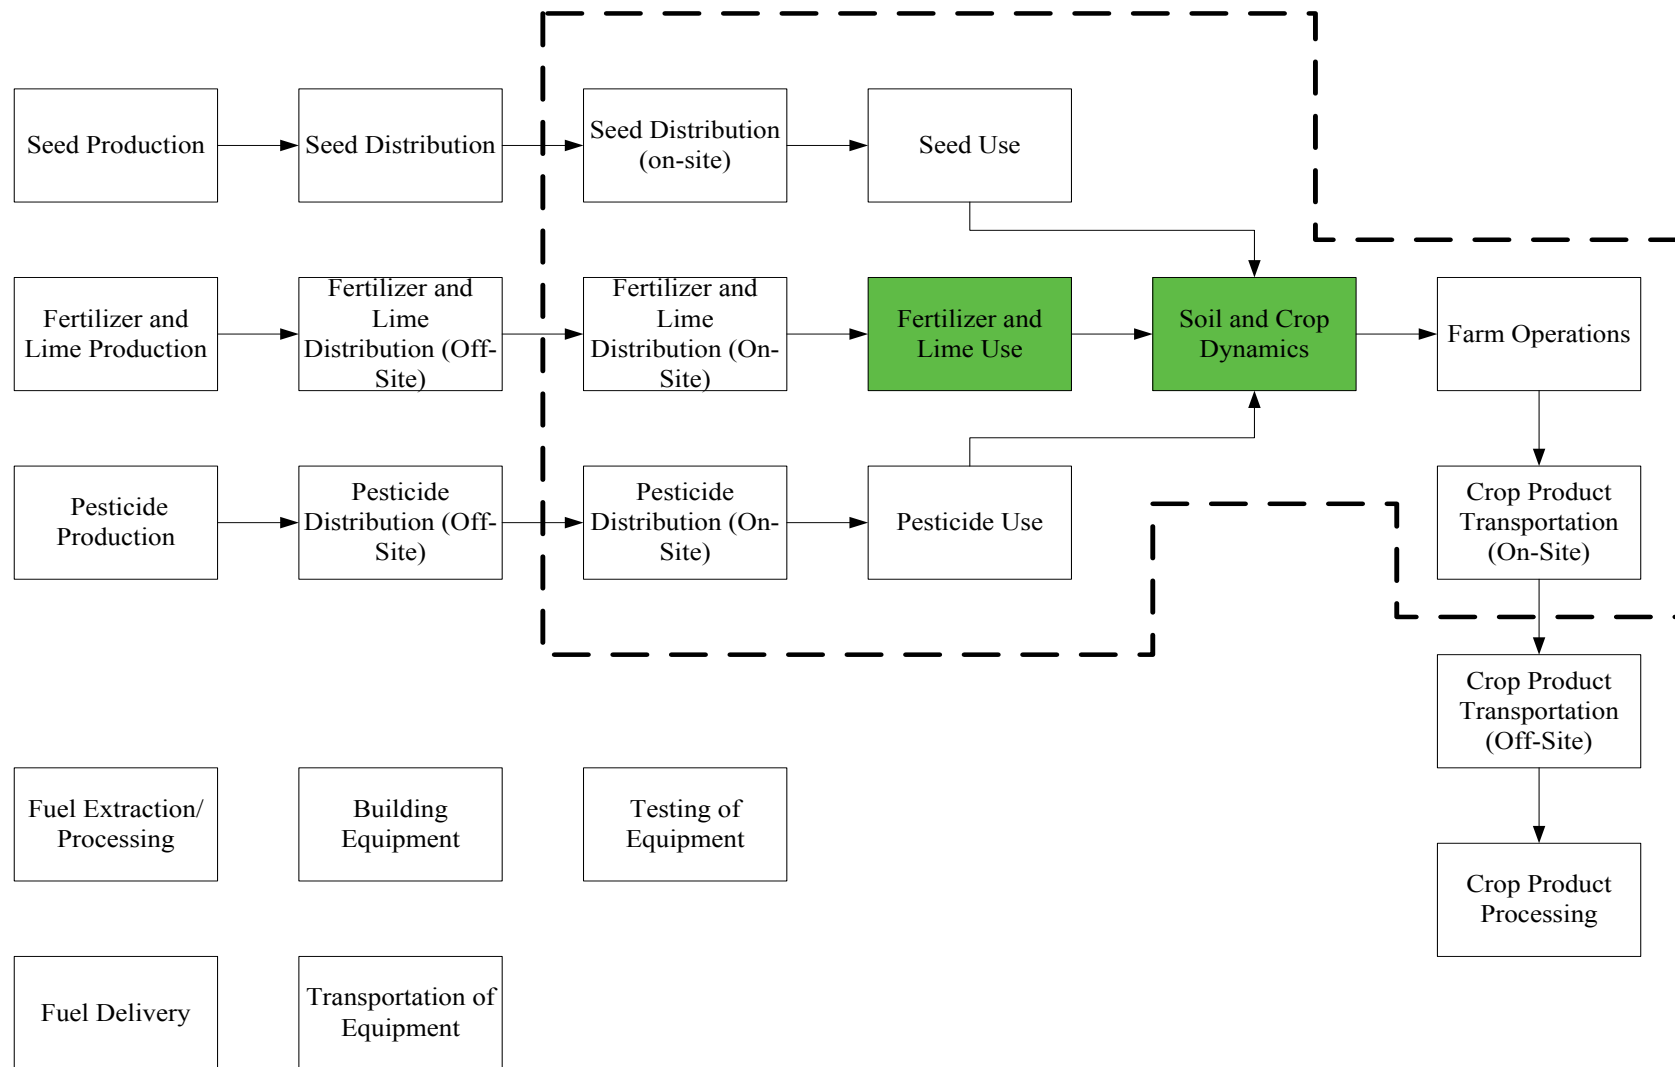 Seed Production
Seed Distribution
Seed Distribution
(on-site)
Seed Use
Fertilizer and
Lime Production
Fertilizer and
Lime
Distribution (Off-
Site)
Fertilizer and
Lime
Distribution (On-
Site)
Fertilizer and
Lime Use
Soil and Crop
Dynamics
Farm Operations
Pesticide
Production
Pesticide
Distribution (Off-
Site)
Pesticide
Distribution (On-
Site)
Pesticide Use
Crop Product
Transportation
(On-Site)
Crop Product
Transportation
(Off-Site)
Fuel Extraction/
Processing
Building
Equipment
Testing of
Equipment
Crop Product
Processing
Fuel Delivery
Transportation of
Equipment